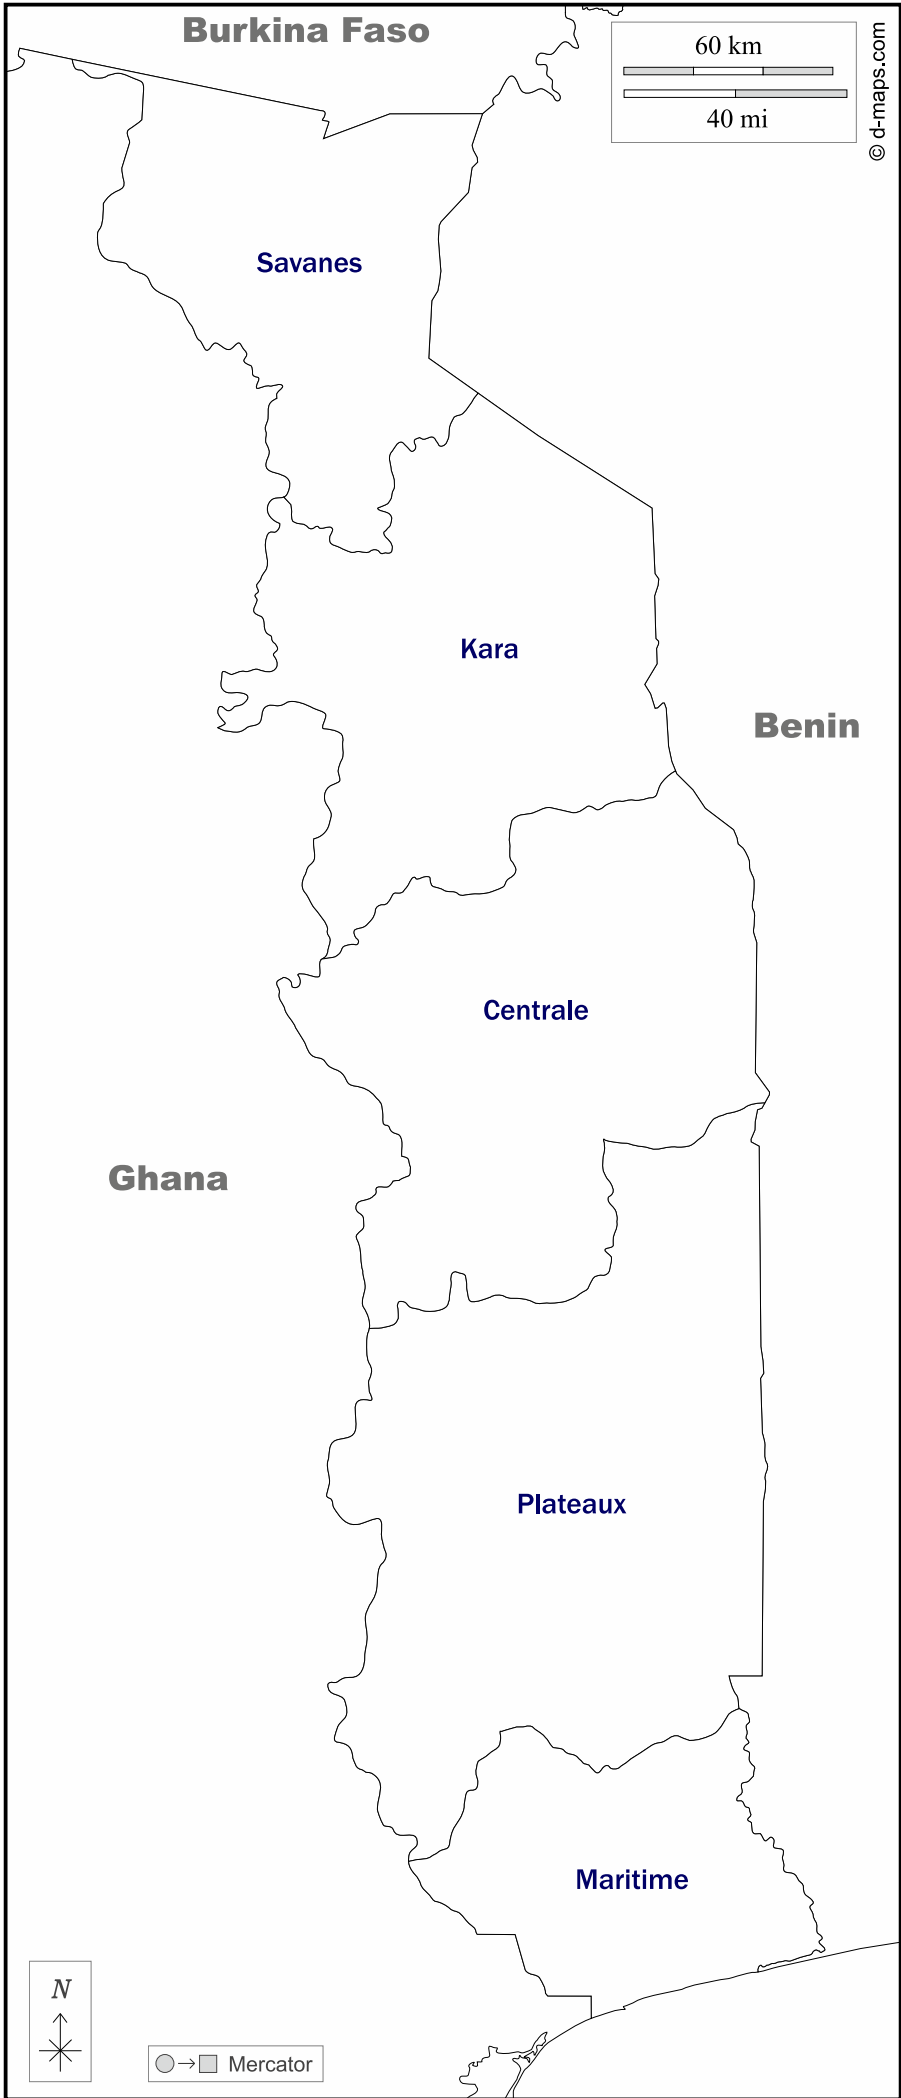 Burkina Faso
60 km
40 mi
© d-maps.com
Savanes
Kara
Benin
Centrale
Ghana
Plateaux
Maritime
N
Mercator